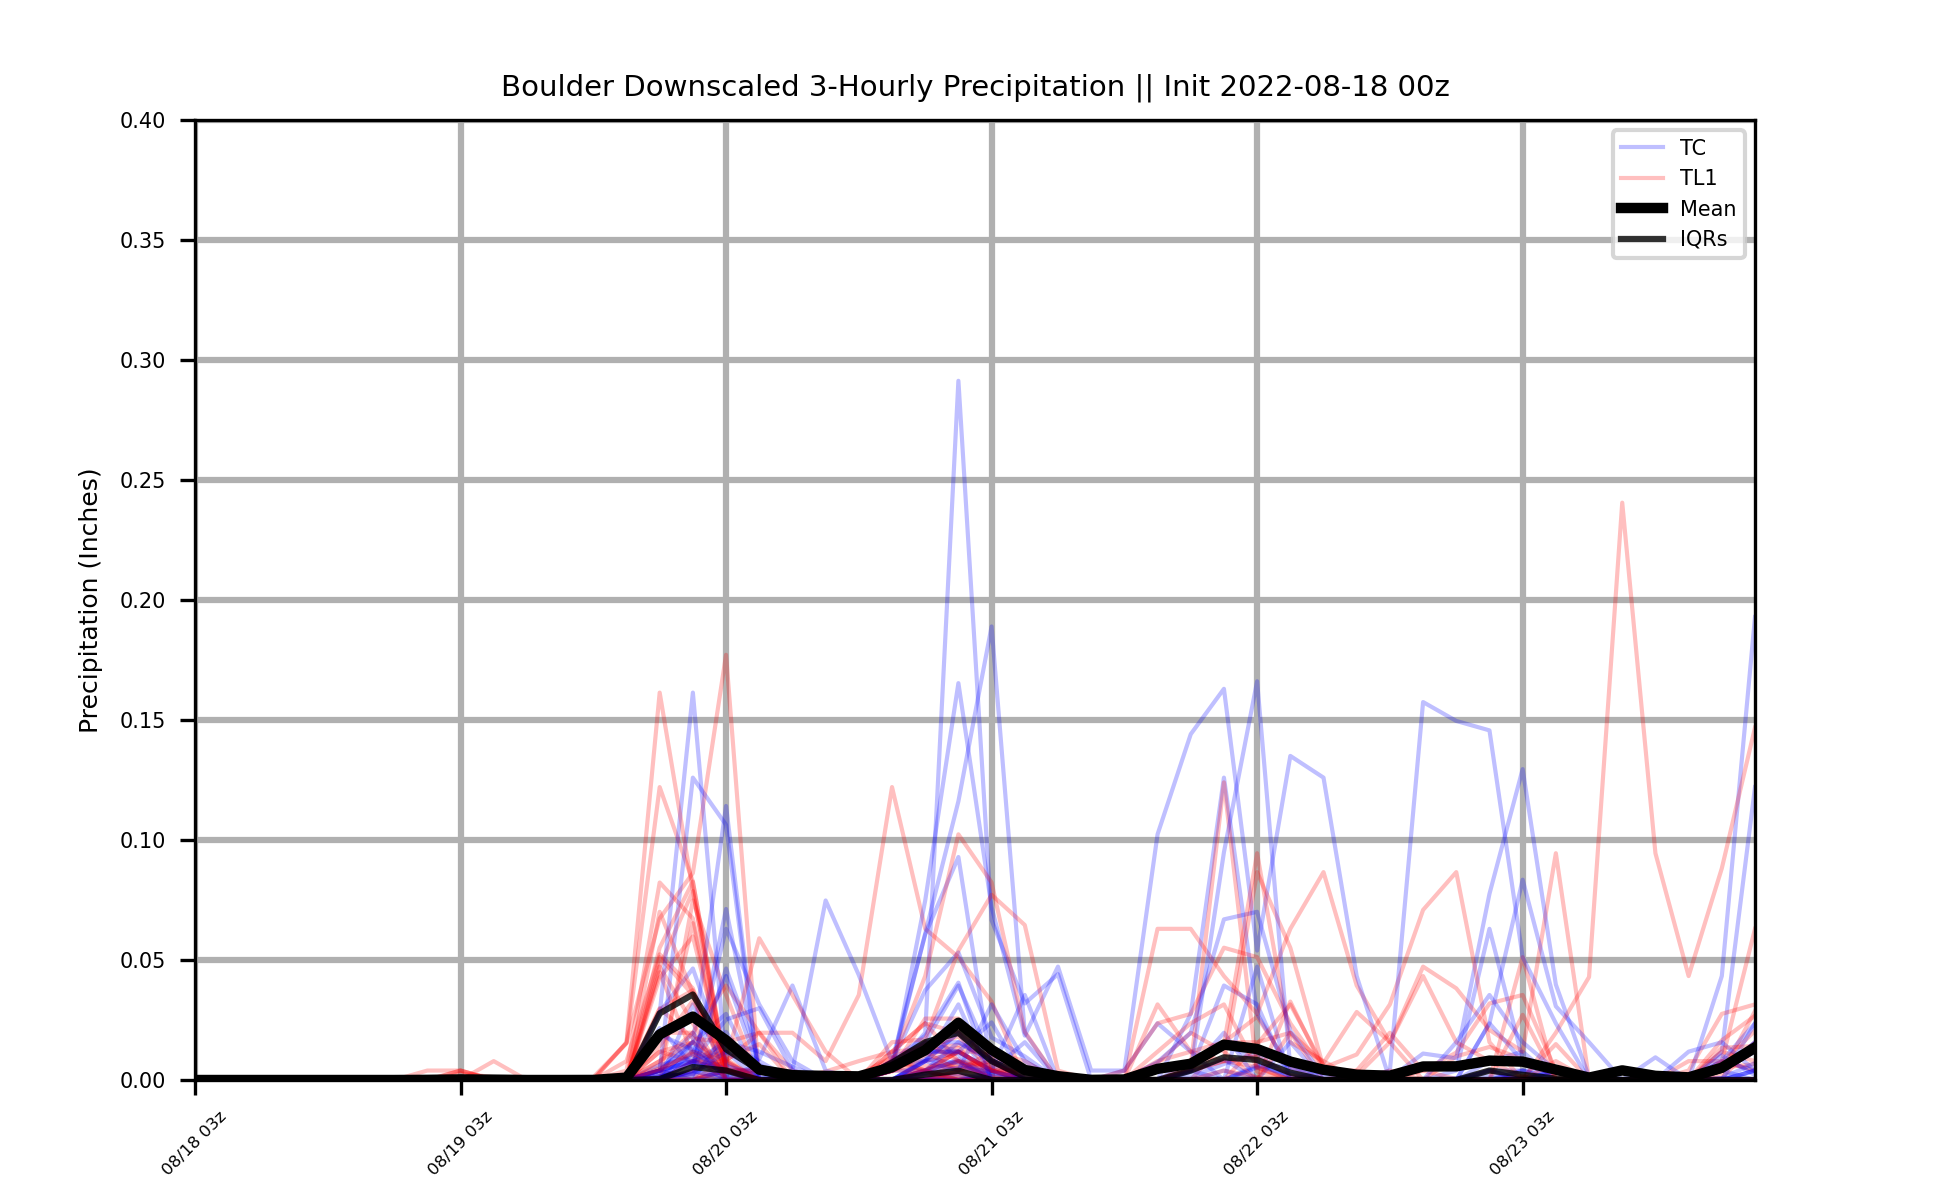 Boulder Downscaled 3-Hourly Precipitation || Init 2022-08-18 00z
TC
TL1
Mean
IQRs
Precipitation (Inches)
0.40
0.35
0.30
0.25
0.20
0.15
0.10
0.05
0.00
08/18 03z
08/19 03z
08/20 03z
08/21 03z
08/22 03z
08/23 03z